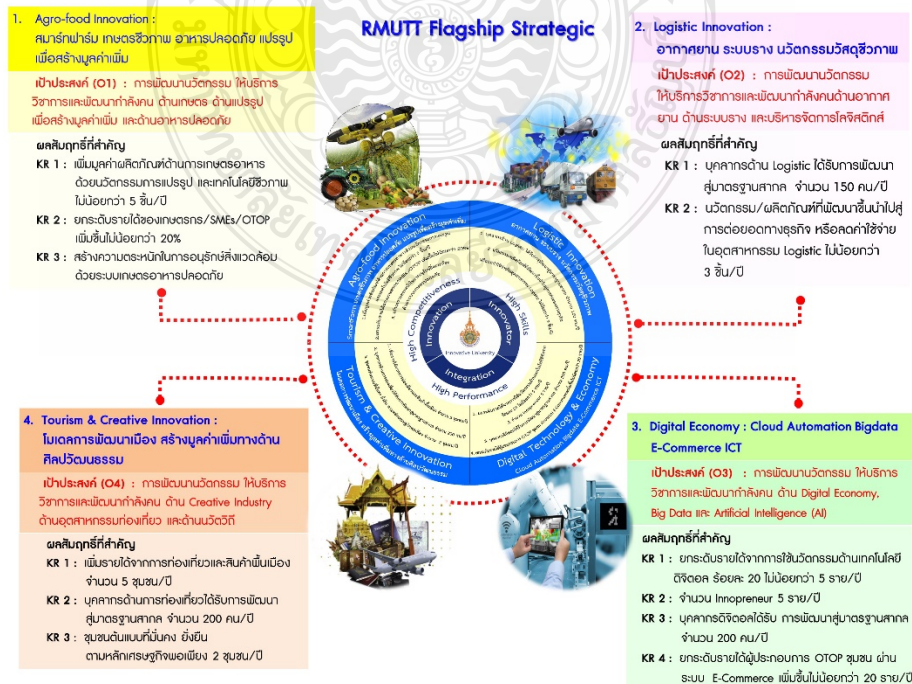 RMUTT Flagship Strategic
1. Agro-food Innovation :
สมาร์ทฟาร์ม เกษตรชีวภาพ อาหารปลอดภัย แปรรูป
เพื่อสร้างมูลค่าเพิ่ม
เป้าประสงค์ (O1) : การพัฒนานวัตกรรม ให้บริการ
วิชาการและพัฒนากำลังคน ด้านเกษตร ด้านแปรรูป
เพื่อสร้างมูลค่าเพิ่ม และด้านอาหารปลอดภัย
ผลสัมฤทธิ์ที่สำคัญ
KR 1 : เพิ่มมูลค่าผลิตภัณฑ์ด้านการเกษตรอาหาร
ด้วยนวัตกรรมการแปรรูป และเทคโนโลยีชีวภาพ
ไม่น้อยกว่า 5 ชิ้น/ปี
KR 2 : ยกระดับรายได้ของเกษตรกร/SMEs/OTOP
เพิ่มขึ้นไม่น้อยกว่า 20%
KR 3 : สร้างความตระหนักในการอนุรักษ์สิ่งแวดล้อม
ด้วยระบบเกษตรอาหารปลอดภัย
2. Logistic Innovation :
อากาศยาน ระบบราง นวัตกรรมวัสดุชีวภาพ
เป้าประสงค์ (O2) : การพัฒนานวัตกรรม
ให้บริการวิชาการและพัฒนากำลังคนด้านอากาศ
ยาน ด้านระบบราง และบริหารจัดการโลจิสติกส์
ผลสัมฤทธิ์ที่สำคัญ
KR 1 : บุคลากรด้าน Logistic ได้รับการพัฒนา
สู่มาตรฐานสากล จำนวน 150 คน/ปี
KR 2 : นวัตกรรม/ผลิตภัณฑ์ที่พัฒนาขึ้นนำไปสู่
การต่อยอดทางธุรกิจ หรือลดค่าใช้จ่าย
ในอุตสาหกรรม Logistic ไม่น้อยกว่า
3 ชิ้น/ปี
Agro-food Innovation
Logistic Innovation
High Competitiveness
High Skills
Innovation
Innovator
Innovative University
Integration
High Performance
Tourism & Creative Innovation
Digital Technology & Economy
Cloud Automation Bigdata E-Commerce ICT
4. Tourism & Creative Innovation :
โมเดลการพัฒนาเมือง สร้างมูลค่าเพิ่มทางด้าน
ศิลปวัฒนธรรม
เป้าประสงค์ (O4) : การพัฒนานวัตกรรม ให้บริการ
วิชาการและพัฒนากำลังคน ด้าน Creative Industry
ด้านอุตสาหกรรมท่องเที่ยว และด้านนวัตวิถี
ผลสัมฤทธิ์ที่สำคัญ
KR 1 : เพิ่มรายได้จากการท่องเที่ยวและสินค้าพื้นเมือง
จำนวน 5 ชุมชน/ปี
KR 2 : บุคลากรด้านการท่องเที่ยวได้รับการพัฒนา
สู่มาตรฐานสากล จำนวน 200 คน/ปี
KR 3 : ชุมชนต้นแบบที่มั่นคง ยั่งยืน
ตามหลักเศรษฐกิจพอเพียง 2 ชุมชน/ปี
3. Digital Economy : Cloud Automation Bigdata
E-Commerce ICT
เป้าประสงค์ (O3) : การพัฒนานวัตกรรม ให้บริการ
วิชาการและพัฒนากำลังคน ด้าน Digital Economy,
Big Data และ Artificial Intelligence (AI)
ผลสัมฤทธิ์ที่สำคัญ
KR 1 : ยกระดับรายได้จากการใช้นวัตกรรมด้านเทคโนโลยี
ดิจิตอล ร้อยละ 20 ไม่น้อยกว่า 5 ราย/ปี
KR 2 : จำนวน Innopreneur 5 ราย/ปี
KR 3 : บุคลากรดิจิตอลได้รับ การพัฒนาสู่มาตรฐานสากล
จำนวน 200 คน/ปี
KR 4 : ยกระดับรายได้ผู้ประกอบการ OTOP ชุมชน ผ่าน
ระบบ E-Commerce เพิ่มขึ้นไม่น้อยกว่า 20 ราย/ปี